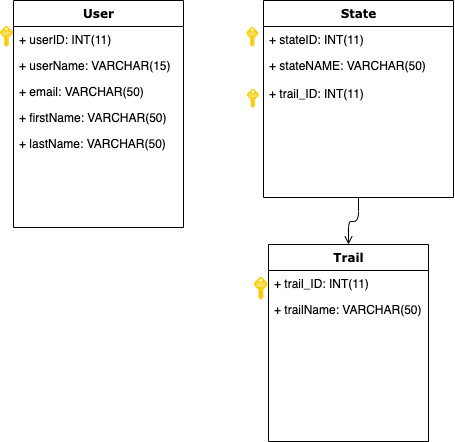 User
+ userID: INT(11)
+ userName: VARCHAR(15)
+ email: VARCHAR(50)
+ firstName: VARCHAR(50)
+ lastName: VARCHAR(50)
State
+ stateID: INT(11)
+ stateNAME: VARCHAR(50)
+ trail_ID: INT(11)
Trail
+ trail_ID: INT(11)
+ trailName: VARCHAR(50)